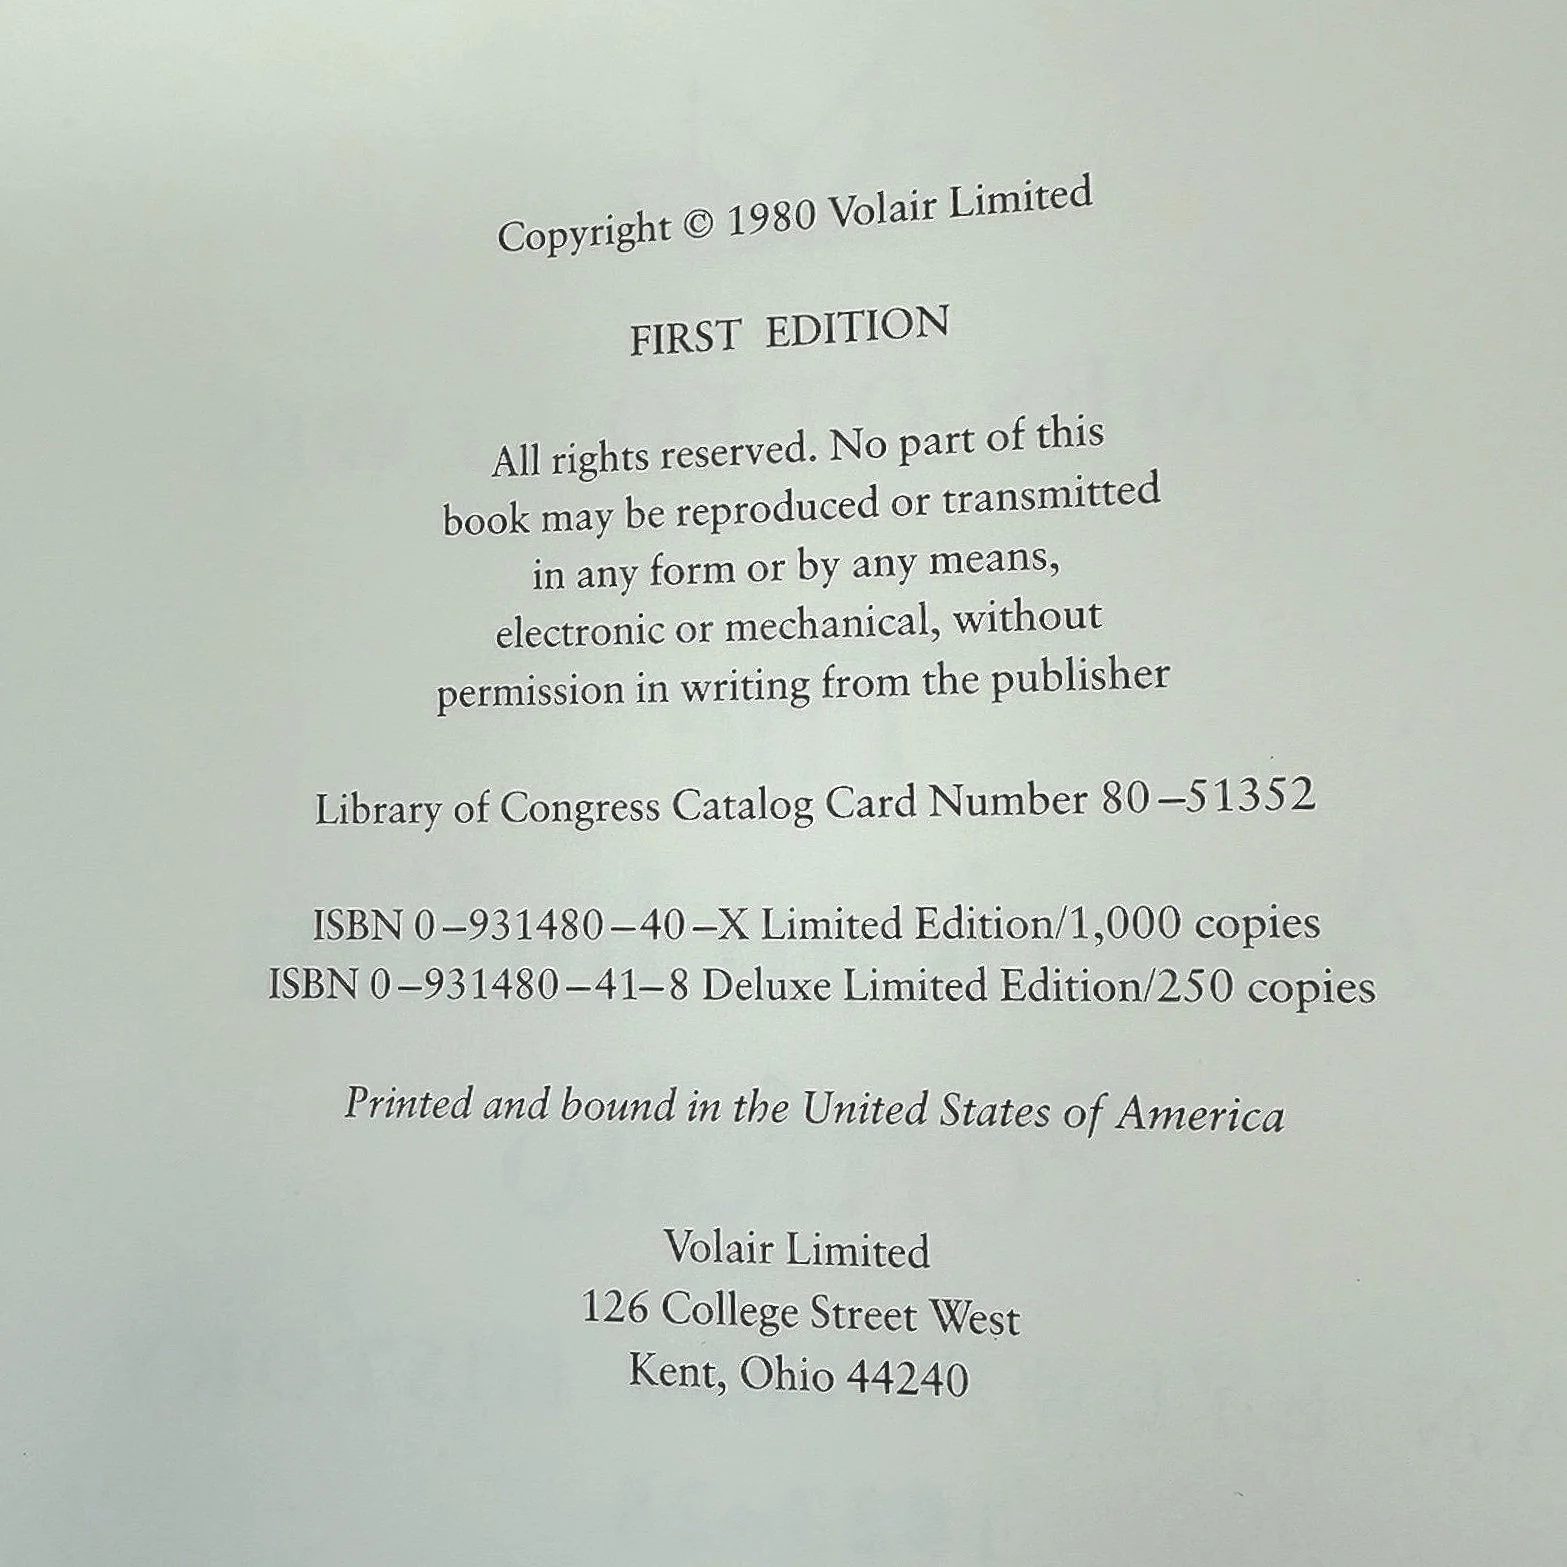 Copyright © 1980 Volair Limited
FIRST EDITION
All rights reserved. No part of this
book may be reproduced or transmitted
in any form or by any means,
electronic or mechanical, without
permission in writing from the publisher
Library of Congress Catalog Card Number 80–51352
ISBN 0–931480–40–X Limited Edition/1,000 copies
ISBN 0–931480–41–8 Deluxe Limited Edition/250 copies
Printed and bound in the United States of America
Volair Limited
126 College Street West
Kent, Ohio 44240